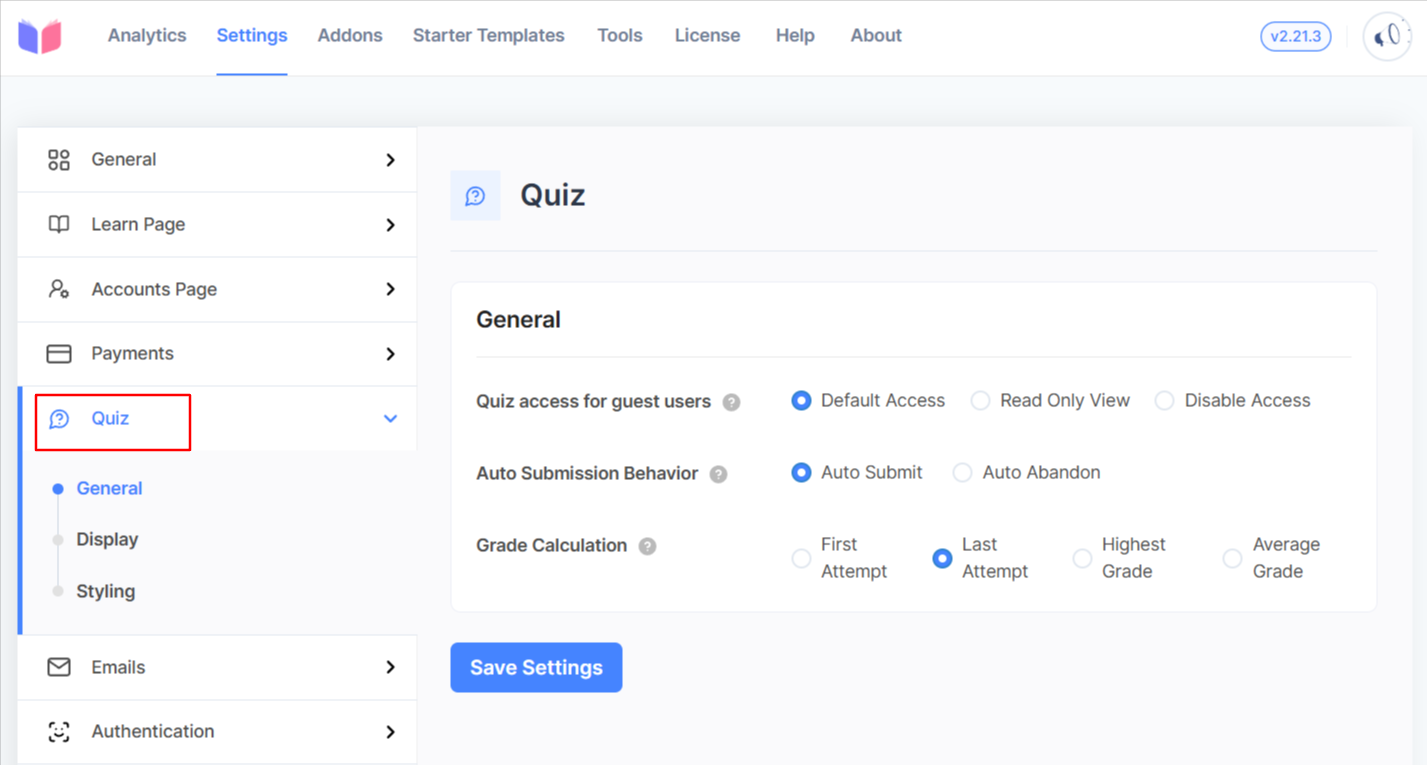 Analytics Settings Addons Starter Templates Tools License Help About v2.21.3
General
Learn Page
Accounts Page
Payments
Quiz
General
Display
Styling
Emails
Authentication
Quiz
General
Quiz access for guest users ? Default Access Read Only View Disable Access
Auto Submission Behavior ? Auto Submit Auto Abandon
Grade Calculation ? First Attempt Last Attempt Highest Grade Average Grade
Save Settings